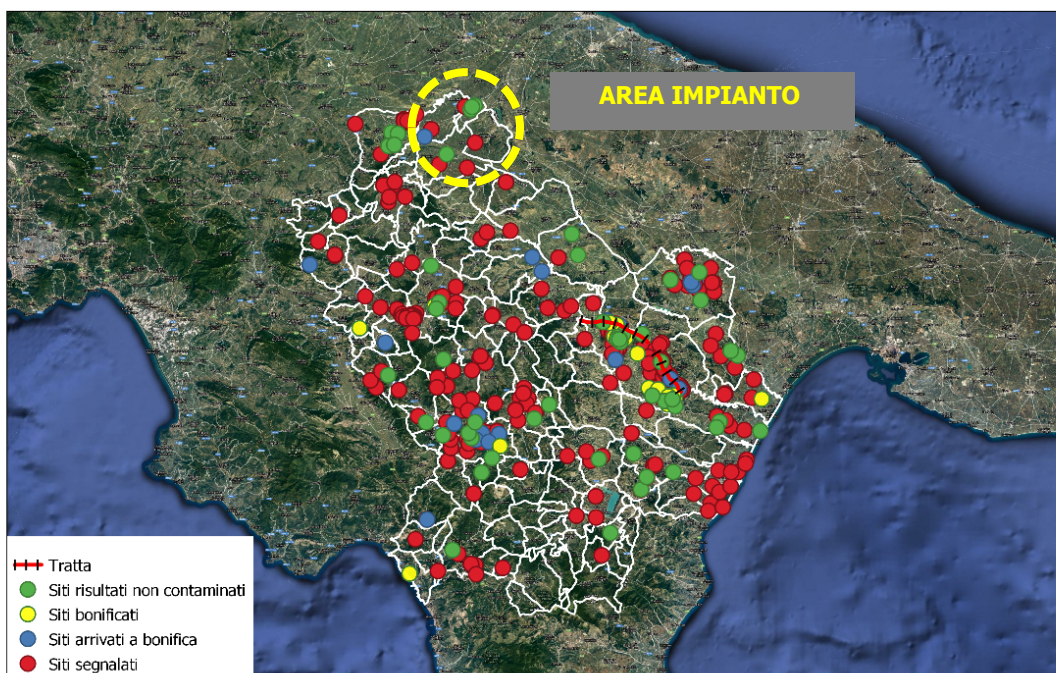 AREA IMPIANTO
Tratta
Siti risultati non contaminati
Siti bonificati
Siti arrivati a bonifica
Siti segnalati